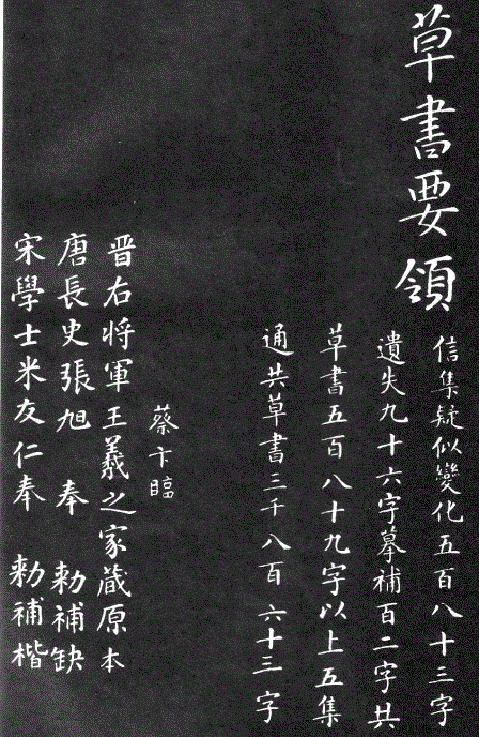 草書要領
信集疑似變化五百八十三字
遺失九十六字摹補百二字共
草書五百八十九字以上五集
通共草書三千八百六十三字
蔡卞臨
晋右将軍王羲之家藏原本
唐長史張旭 奉 勅補缺
宋學士米友仁奉 勅補楷